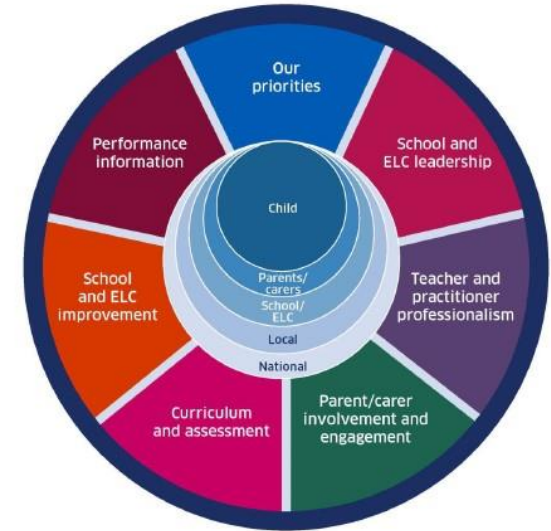 Our
priorities
School and
ELC leadership
Teacher and
practitioner
professionalism
Parent/carer
involvement and
engagement
Curriculum
and assessment
School
and ELC
improvement
Performance
information
Child
Parents/
carers
School/
ELC
Local
National